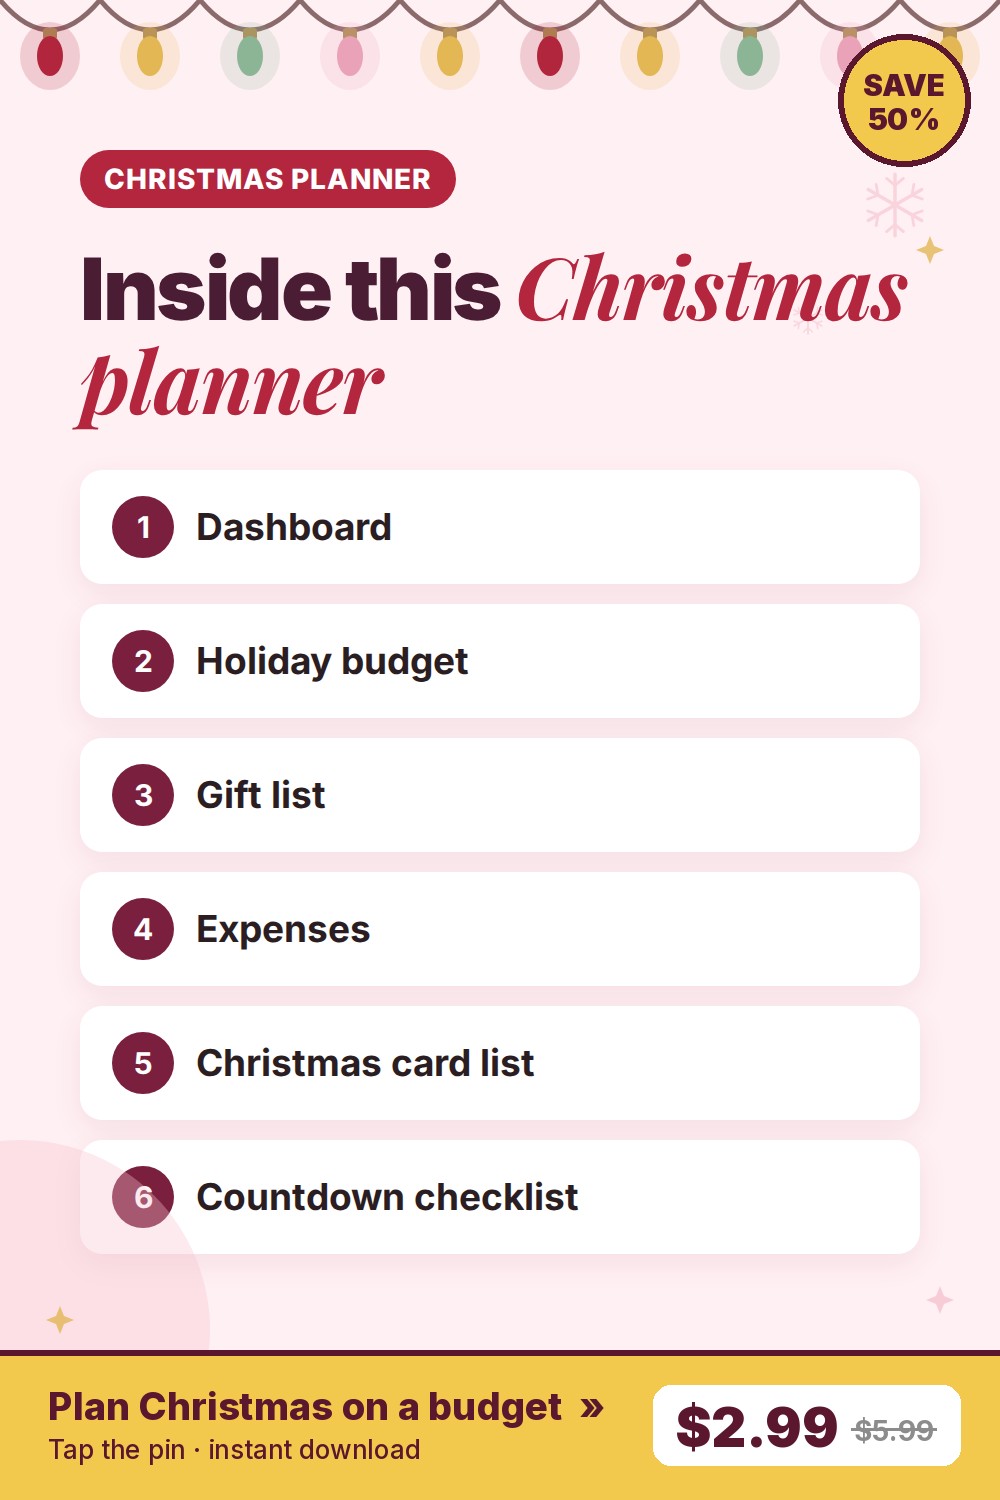 SAVE
50%
CHRISTMAS PLANNER
Inside this Christmas
planner
1 Dashboard
2 Holiday budget
3 Gift list
4 Expenses
5 Christmas card list
6 Countdown checklist
Plan Christmas on a budget »
Tap the pin · instant download
$2.99 $5.99